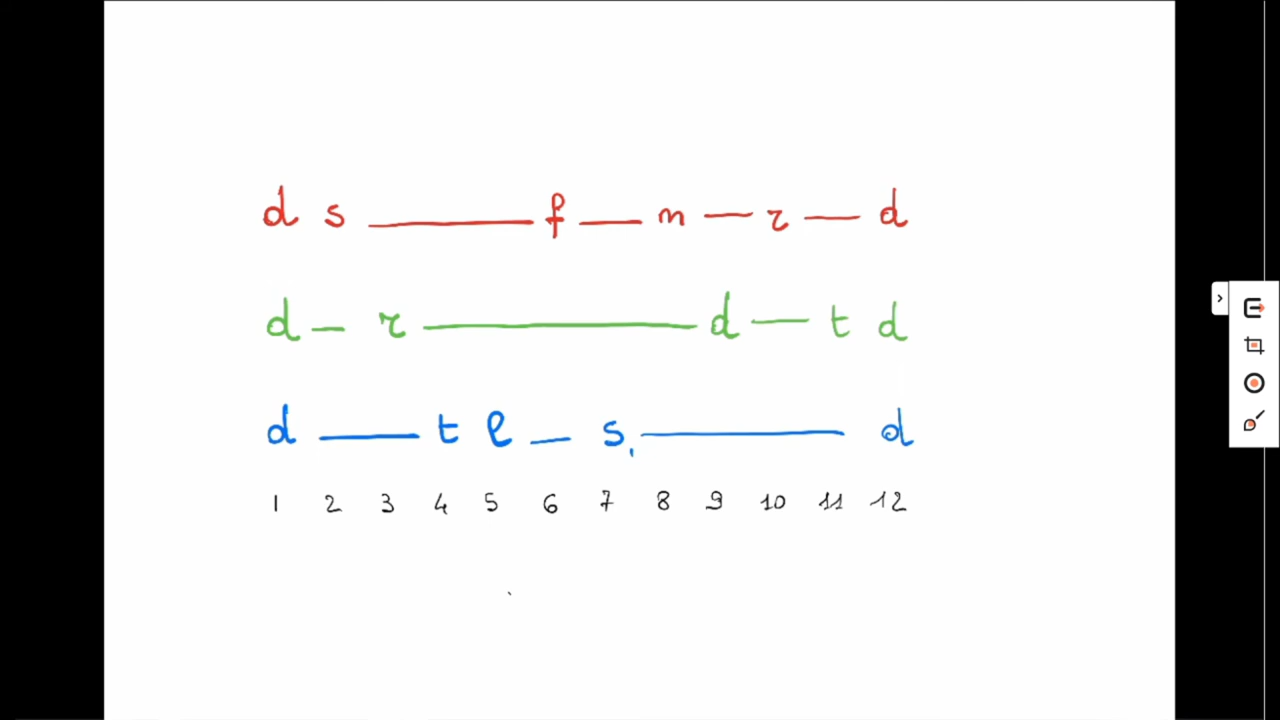 d s — f — m — r — d
d — r — d — t d
d — t l — s, — d
1 2 3 4 5 6 7 8 9 10 11 12